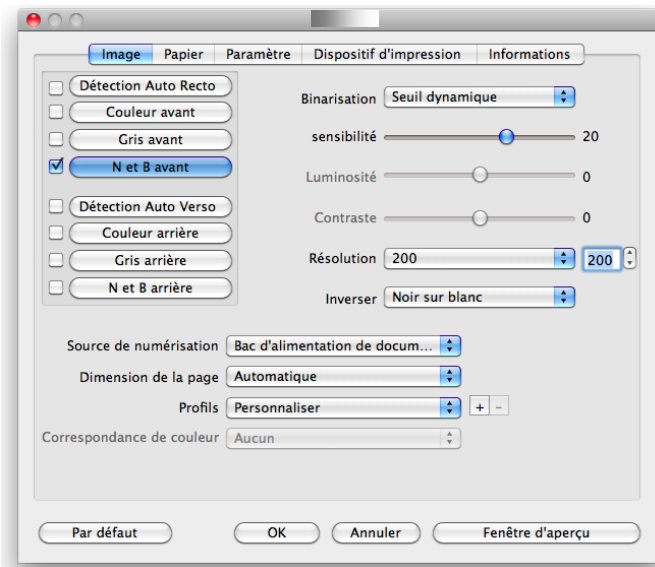 Image Papier Paramètre Dispositif d'impression Informations
Détection Auto Recto
Couleur avant
Gris avant
N et B avant
Détection Auto Verso
Couleur arrière
Gris arrière
N et B arrière
Binarisation Seuil dynamique
sensibilité 20
Luminosité 0
Contraste 0
Résolution 200 200
Inverser Noir sur blanc
Source de numérisation Bac d'alimentation de docum...
Dimension de la page Automatique
Profils Personnaliser + -
Correspondance de couleur Aucun
Par défaut OK Annuler Fenêtre d'aperçu